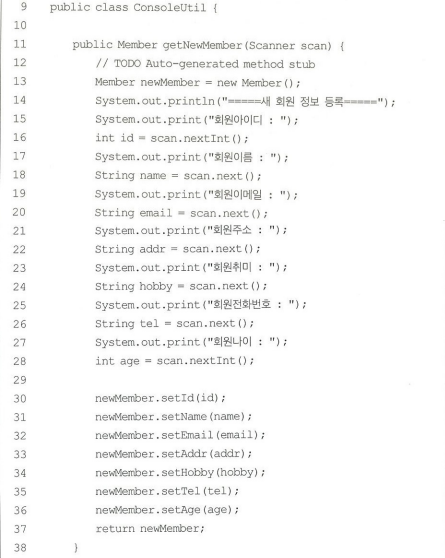 9 public class ConsoleUtil {
10
11 public Member getNewMember(Scanner scan) {
12 // TODO Auto-generated method stub
13 Member newMember = new Member();
14 System.out.println("=====새 회원 정보 등록=====");
15 System.out.print("회원아이디 : ");
16 int id = scan.nextInt();
17 System.out.print("회원이름 : ");
18 String name = scan.next();
19 System.out.print("회원이메일 : ");
20 String email = scan.next();
21 System.out.print("회원주소 : ");
22 String addr = scan.next();
23 System.out.print("회원취미 : ");
24 String hobby = scan.next();
25 System.out.print("회원전화번호 : ");
26 String tel = scan.next();
27 System.out.print("회원나이 : ");
28 int age = scan.nextInt();
29
30 newMember.setId(id);
31 newMember.setName(name);
32 newMember.setEmail(email);
33 newMember.setAddr(addr);
34 newMember.setHobby(hobby);
35 newMember.setTel(tel);
36 newMember.setAge(age);
37 return newMember;
38 }